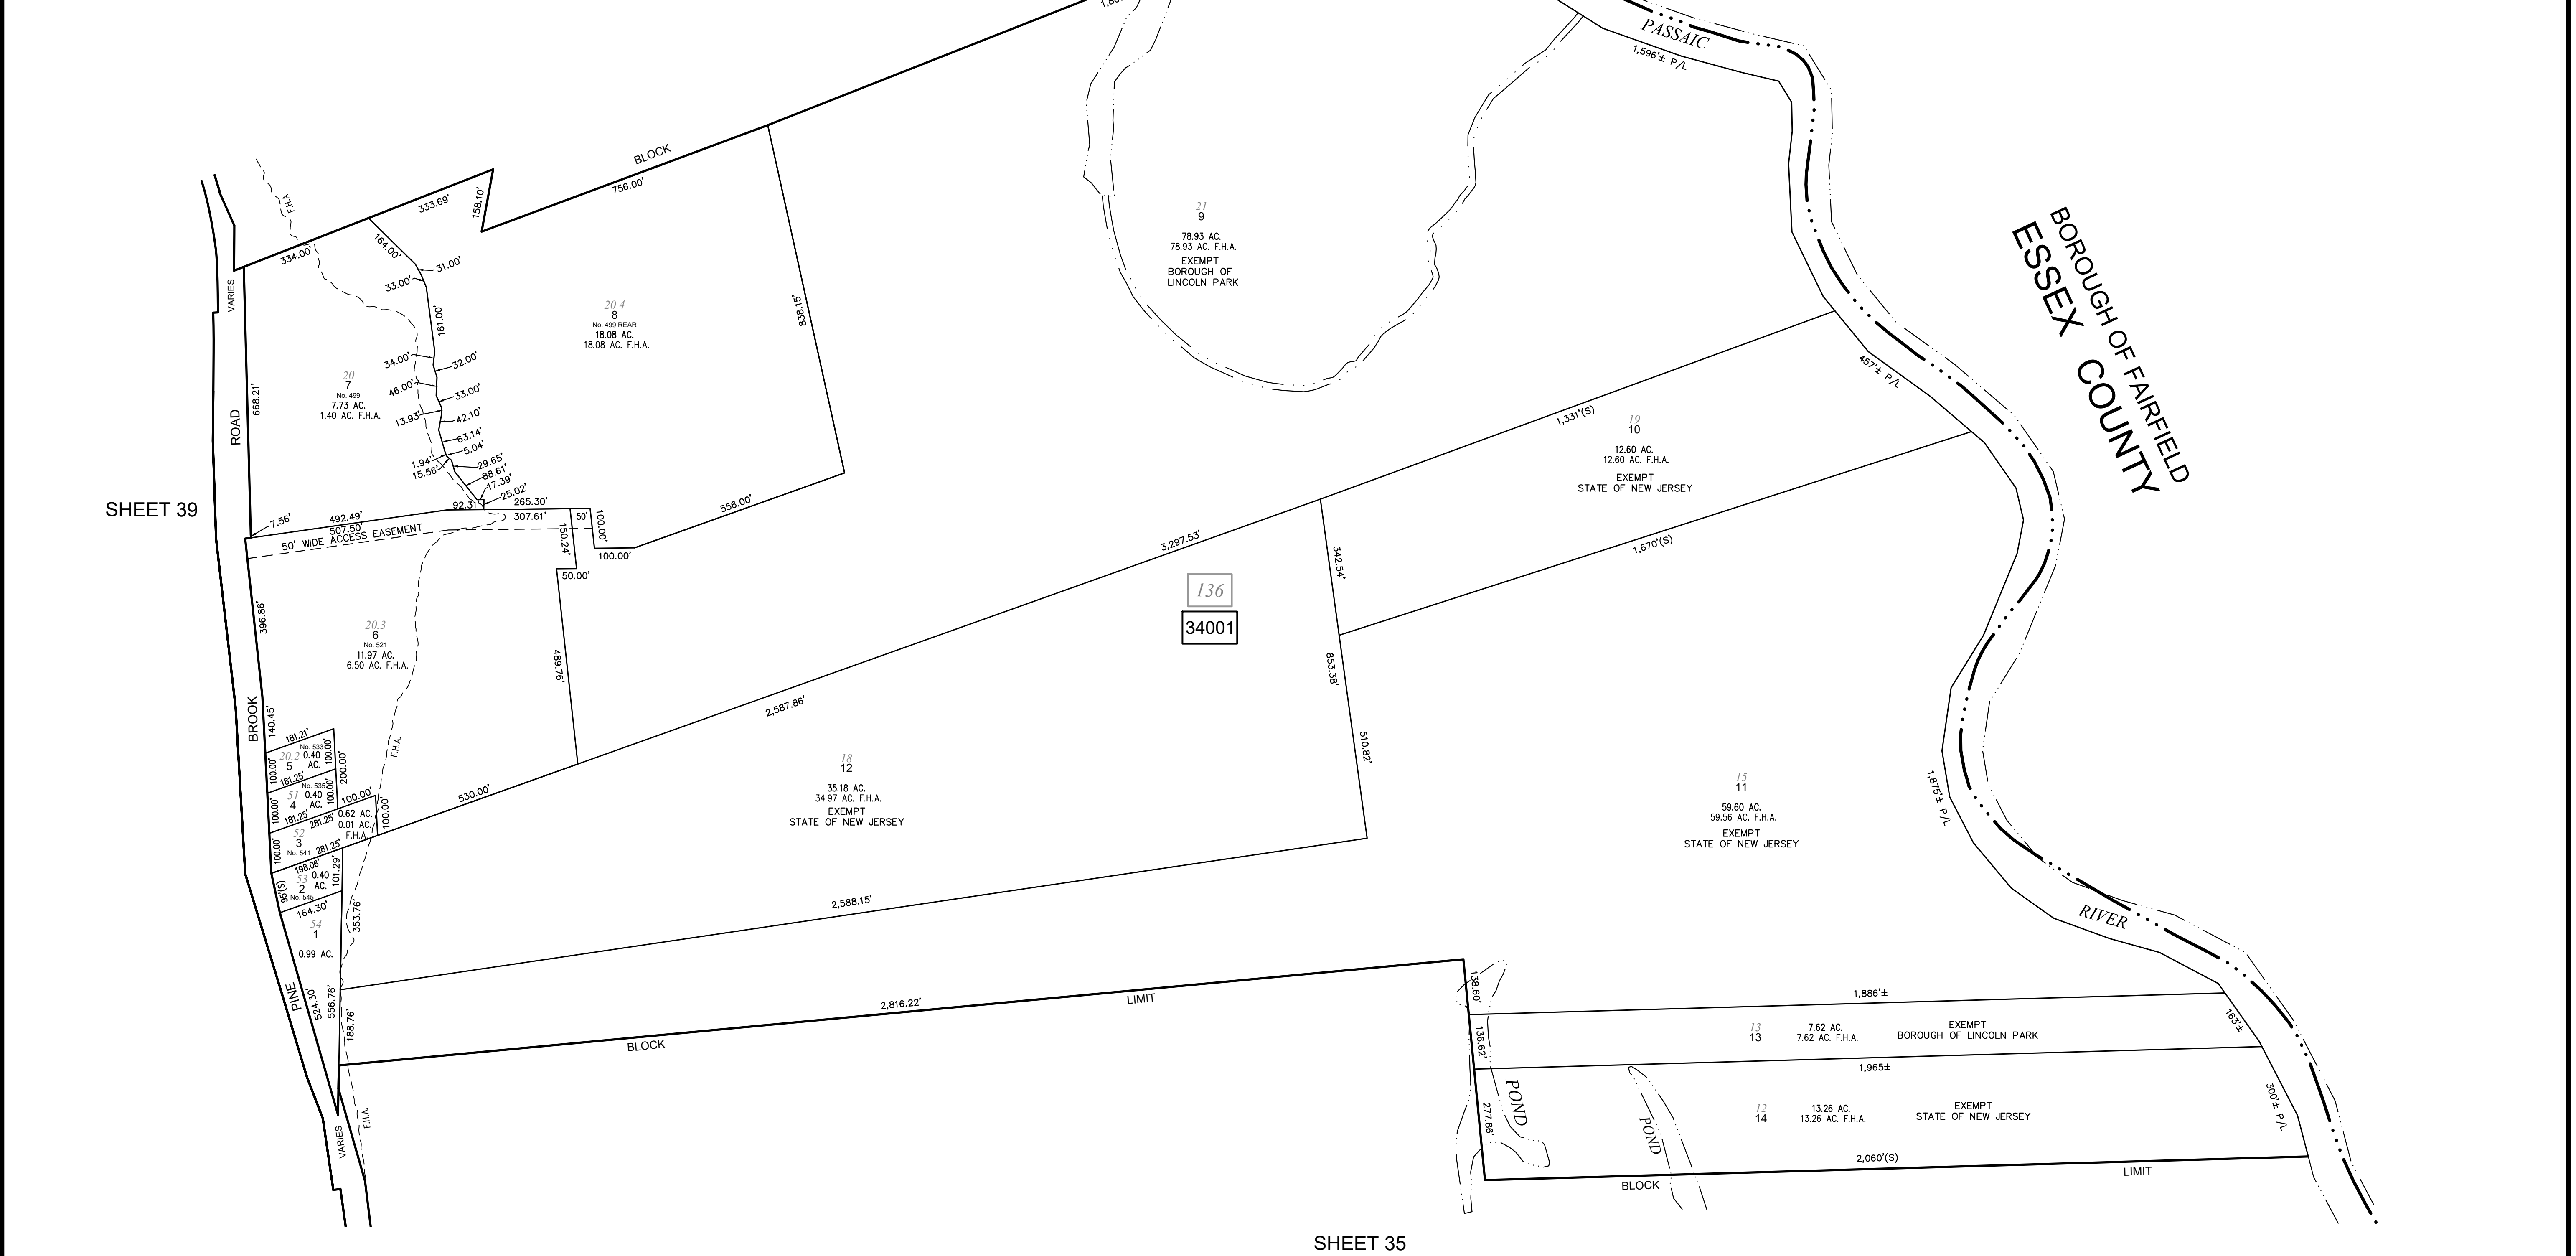 PASSAIC
1,596'± P/L
BLOCK
756.00'
333.69'
158.10'
F.H.A.
334.00'
164.00'
31.00'
33.00'
161.00'
VARIES
838.15'
21
9
78.93 AC.
78.93 AC. F.H.A.
EXEMPT
BOROUGH OF
LINCOLN PARK
BOROUGH OF FAIRFIELD
ESSEX COUNTY
20.4
8
No. 499 REAR
18.08 AC.
18.08 AC. F.H.A.
34.00'
32.00'
46.00'
33.00'
13.93'
42.10'
63.14'
5.04'
1.94'
15.56'
29.65'
88.61'
17.39'
25.02'
20
7
No. 499
7.73 AC.
1.40 AC. F.H.A.
668.21'
ROAD
SHEET 39
7.56'
492.49'
507.50'
50' WIDE ACCESS EASEMENT
92.31'
265.30'
307.61'
50'
100.00'
150.24'
100.00'
50.00'
556.00'
457'± P/L
1,331'(S)
19
10
12.60 AC.
12.60 AC. F.H.A.
EXEMPT
STATE OF NEW JERSEY
1,670'(S)
3,297.53'
342.54'
136
34001
396.86'
20.3
6
No. 521
11.97 AC.
6.50 AC. F.H.A.
489.76'
853.38'
2,587.86'
510.82'
BROOK
140.45'
181.21'
No. 533
20.2
0.40
5
AC.
100.00'
100.00'
200.00'
181.25'
No. 535
51
0.40
4
AC.
100.00'
100.00'
100.00'
181.25'
281.25'
0.62 AC.
0.01 AC.
F.H.A.
100.00'
52
3
No. 541
100.00'
281.25'
198.06'
53
0.40
2
AC.
No. 545
95'(S)
101.29'
164.30'
F.H.A.
530.00'
18
12
35.18 AC.
34.97 AC. F.H.A.
EXEMPT
STATE OF NEW JERSEY
15
11
59.60 AC.
59.56 AC. F.H.A.
EXEMPT
STATE OF NEW JERSEY
1,875'± P/L
RIVER
54
1
0.99 AC.
353.76'
2,588.15'
PINE
524.30'
556.76'
188.76'
2,816.22'
BLOCK
LIMIT
138.60'
1,886'±
163'±
136.62'
13
13
7.62 AC.
7.62 AC. F.H.A.
EXEMPT
BOROUGH OF LINCOLN PARK
1,965±
POND
POND
277.86'
12
14
13.26 AC.
13.26 AC. F.H.A.
EXEMPT
STATE OF NEW JERSEY
300'± P/L
2,060'(S)
BLOCK
LIMIT
VARIES
F.H.A.
SHEET 35